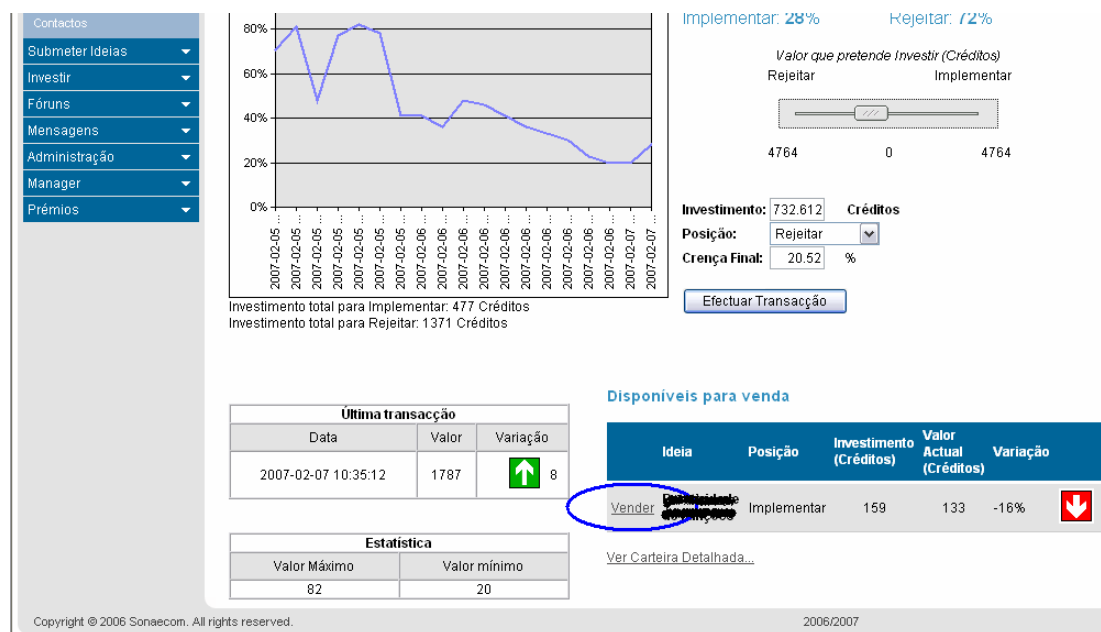 Contactos
Submeter Ideias
Investir
Fóruns
Mensagens
Administração
Manager
Prémios
80%
60%
40%
20%
0%
2007-02-05 ...
2007-02-05 ...
2007-02-05 ...
2007-02-05 ...
2007-02-05 ...
2007-02-05 ...
2007-02-06 ...
2007-02-06 ...
2007-02-06 ...
2007-02-06 ...
2007-02-06 ...
2007-02-06 ...
2007-02-06 ...
2007-02-06 ...
2007-02-06 ...
2007-02-06 ...
2007-02-06 ...
2007-02-07 ...
2007-02-07 ...
Investimento total para Implementar: 477 Créditos
Investimento total para Rejeitar: 1371 Créditos
Implementar: 28% Rejeitar: 72%
Valor que pretende Investir (Créditos)
Rejeitar Implementar
4764 0 4764
Investimento: 732.612 Créditos
Posição: Rejeitar
Crença Final: 20.52 %
Efectuar Transacção
Última transacção
Data Valor Variação
2007-02-07 10:35:12 1787 8
Estatística
Valor Máximo Valor mínimo
82 20
Disponíveis para venda
Ideia Posição Investimento (Créditos) Valor Actual (Créditos) Variação
Vender Implementar 159 133 -16%
Ver Carteira Detalhada...
Copyright © 2006 Sonaecom. All rights reserved. 2006/2007